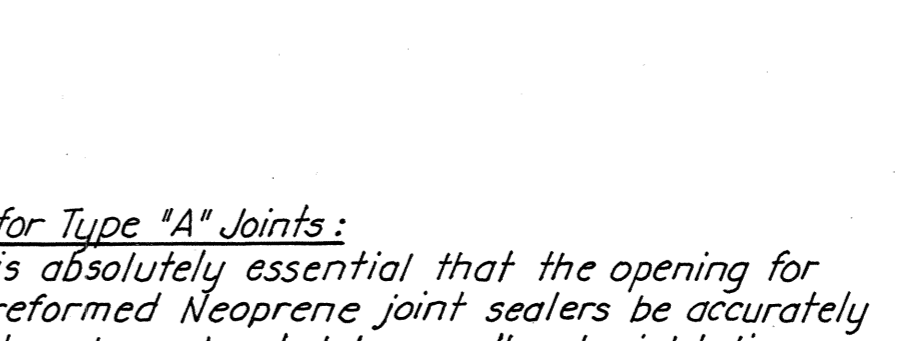 for Type "A" Joints:
is absolutely essential that the opening for
reformed Neoprene joint sealers be accurately